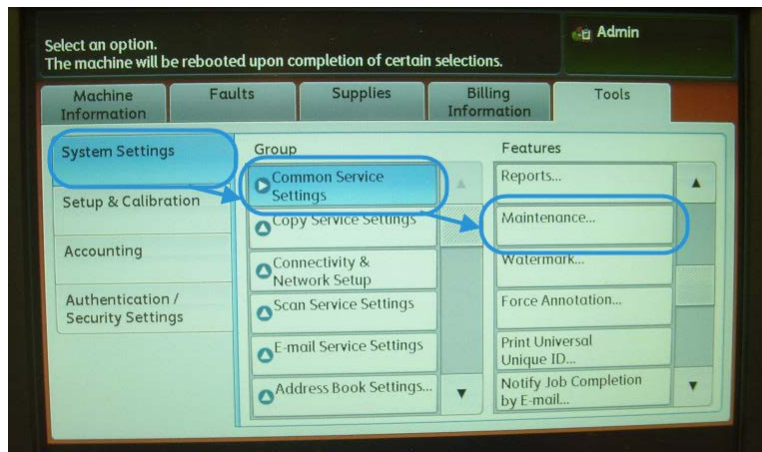 Select an option.
The machine will be rebooted upon completion of certain selections.
Admin
Machine
Information
Faults
Supplies
Billing
Information
Tools
System Settings
Setup & Calibration
Accounting
Authentication /
Security Settings
Group
Common Service
Settings
Copy Service Settings
Connectivity &
Network Setup
Scan Service Settings
E-mail Service Settings
Address Book Settings...
Features
Reports...
Maintenance...
Watermark...
Force Annotation...
Print Universal
Unique ID...
Notify Job Completion
by E-mail...